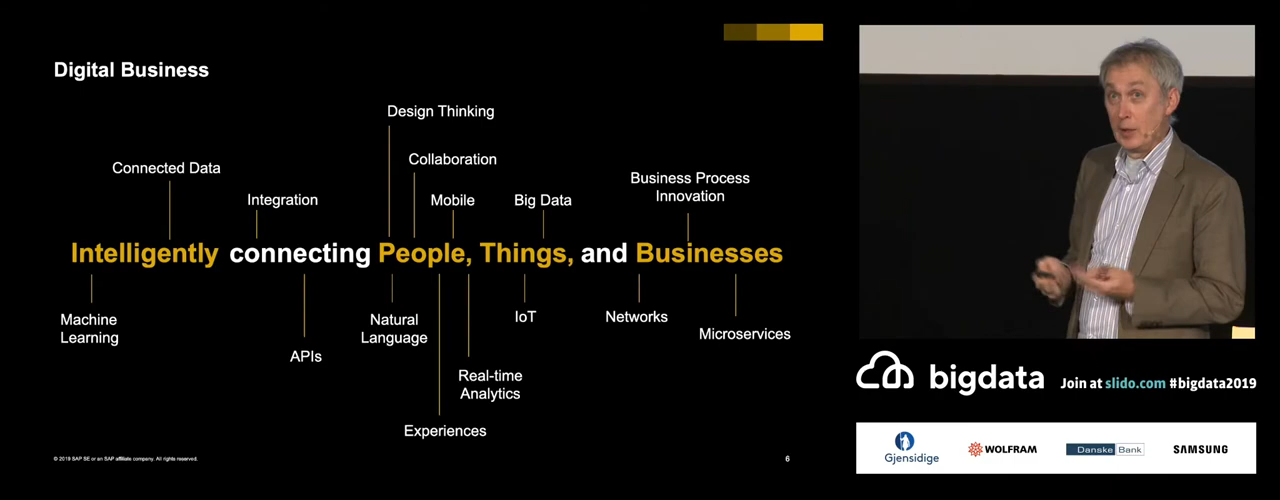 Digital Business
Design Thinking
Connected Data
Collaboration
Integration
Mobile
Big Data
Business Process
Innovation
Intelligently connecting People, Things, and Businesses
Machine
Learning
APIs
Natural
Language
Experiences
Real-time
Analytics
IoT
Networks
Microservices
© 2019 SAP SE or an SAP affiliate company. All rights reserved.
6
bigdata
Join at slido.com #bigdata2019
Gjensidige
WOLFRAM
Danske Bank
SAMSUNG